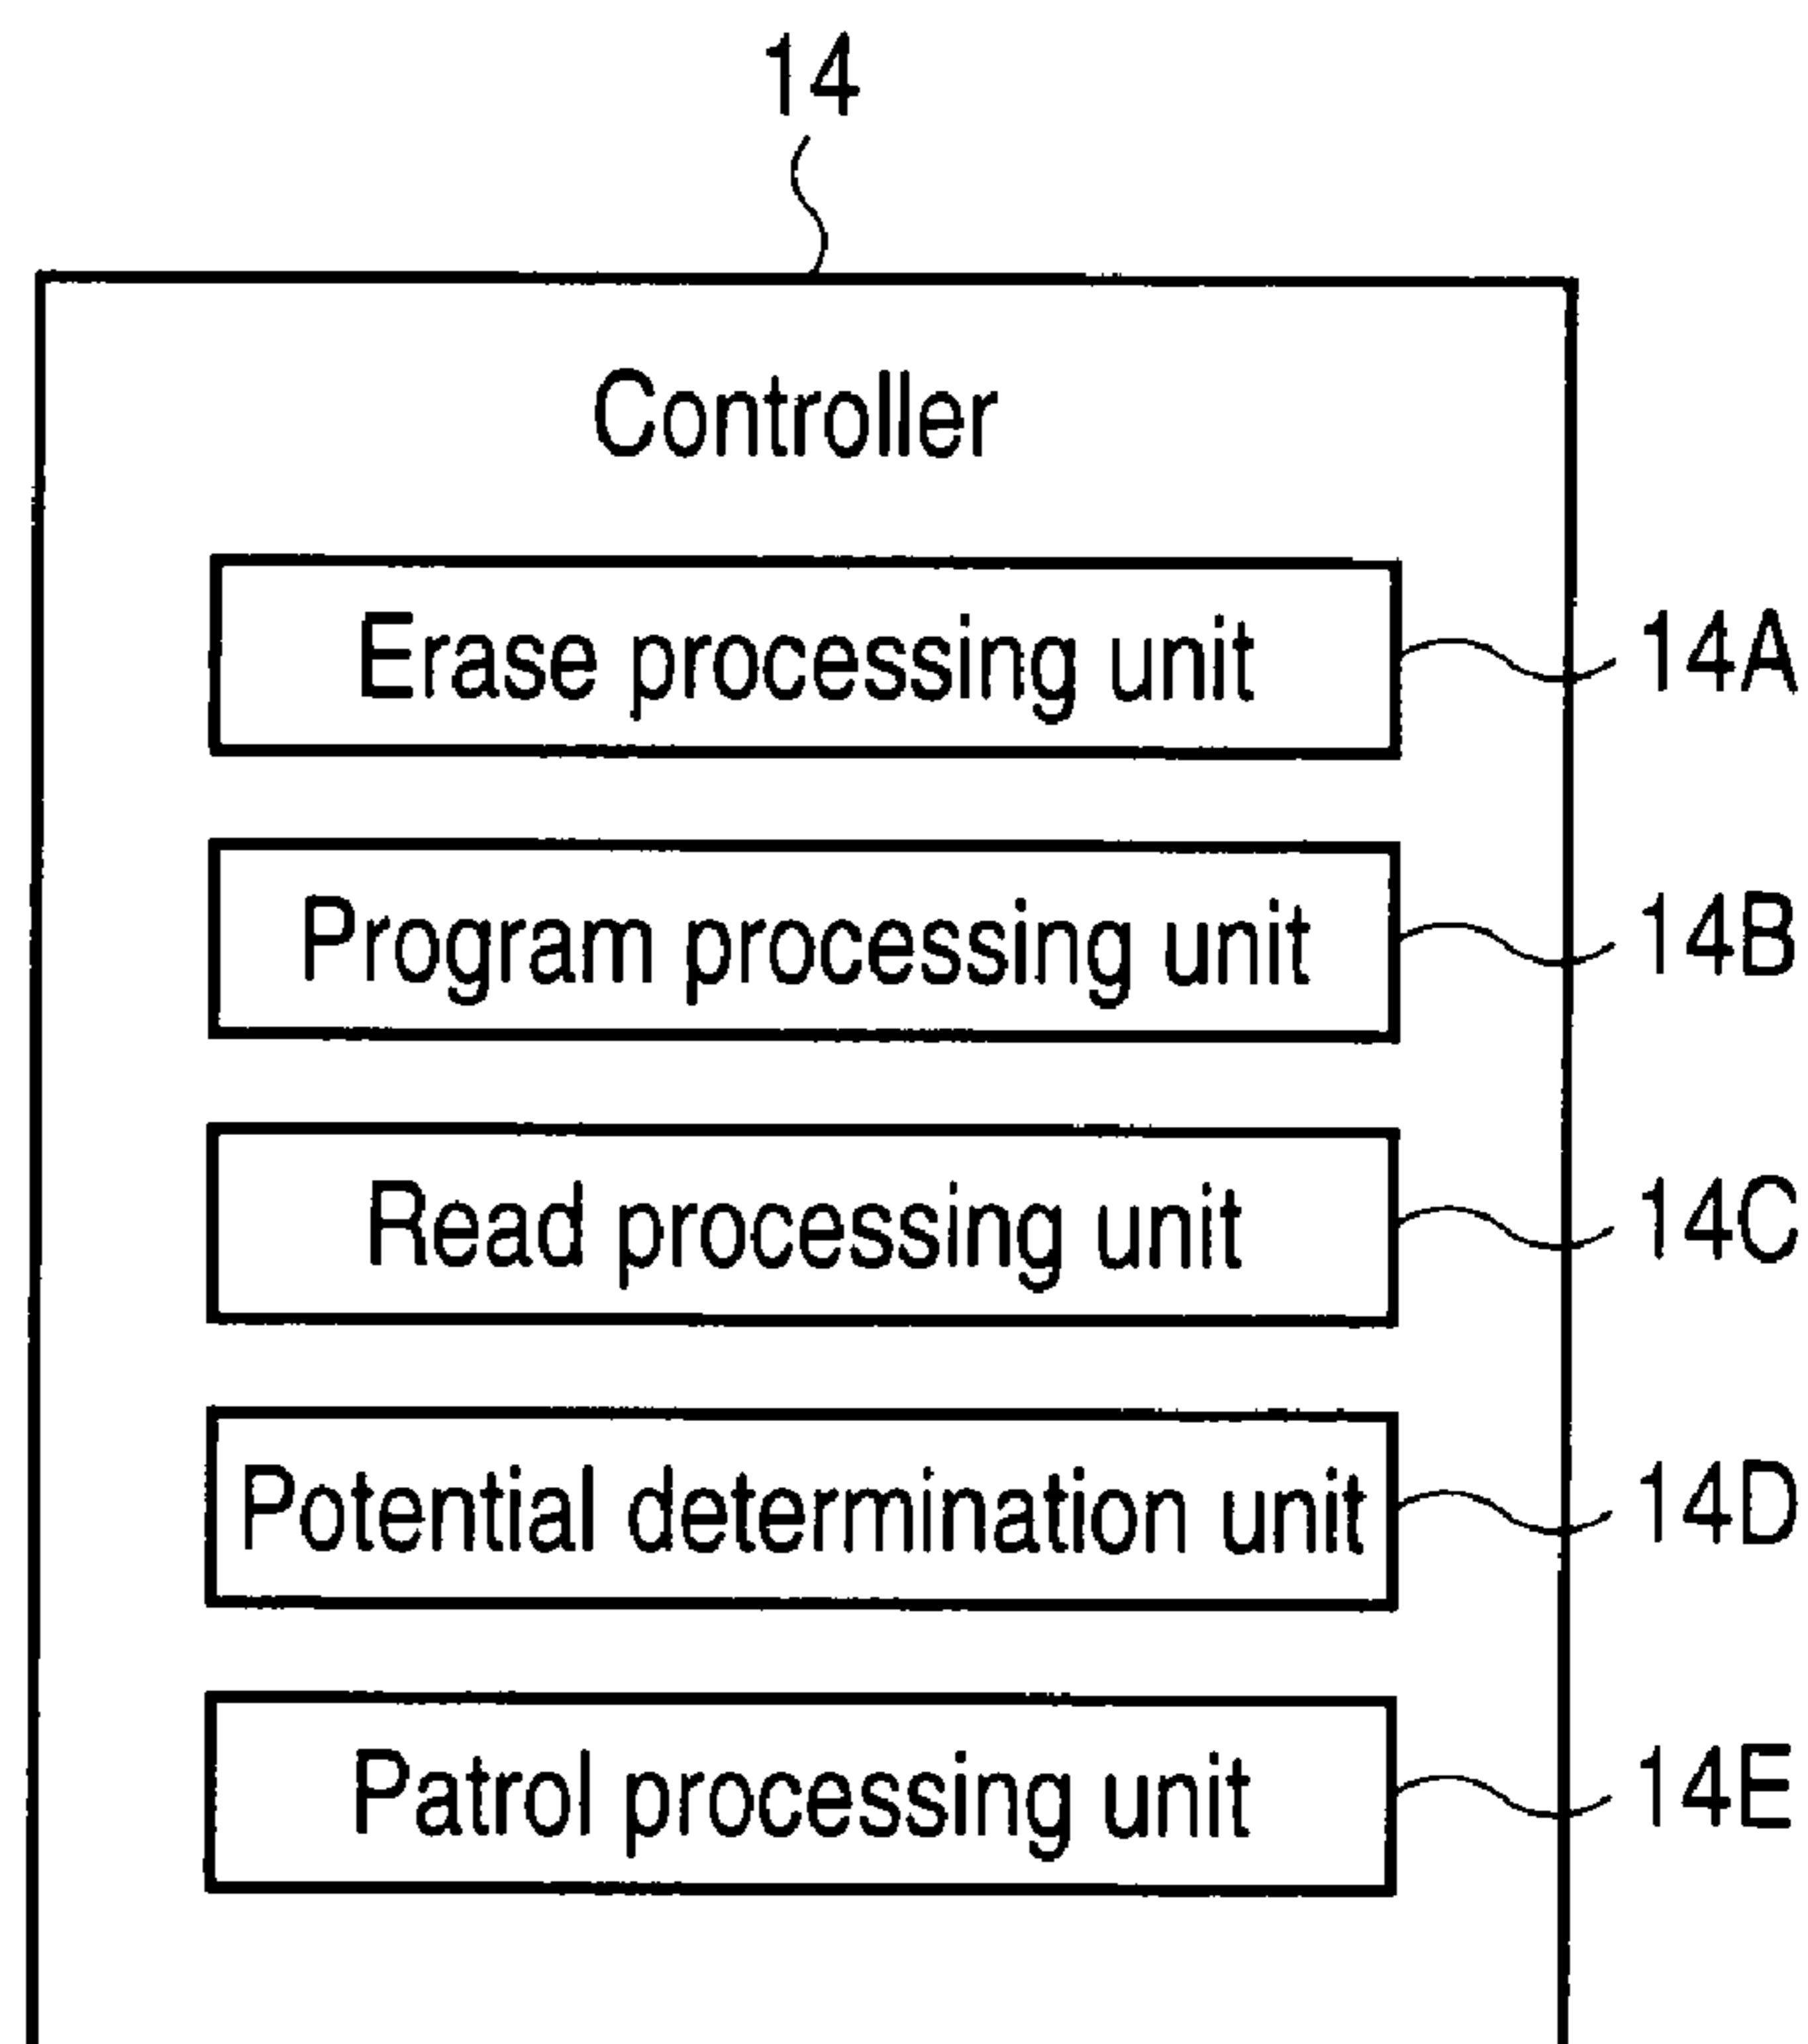 14
Controller
Erase processing unit 14A
Program processing unit 14B
Read processing unit 14C
Potential determination unit 14D
Patrol processing unit 14E